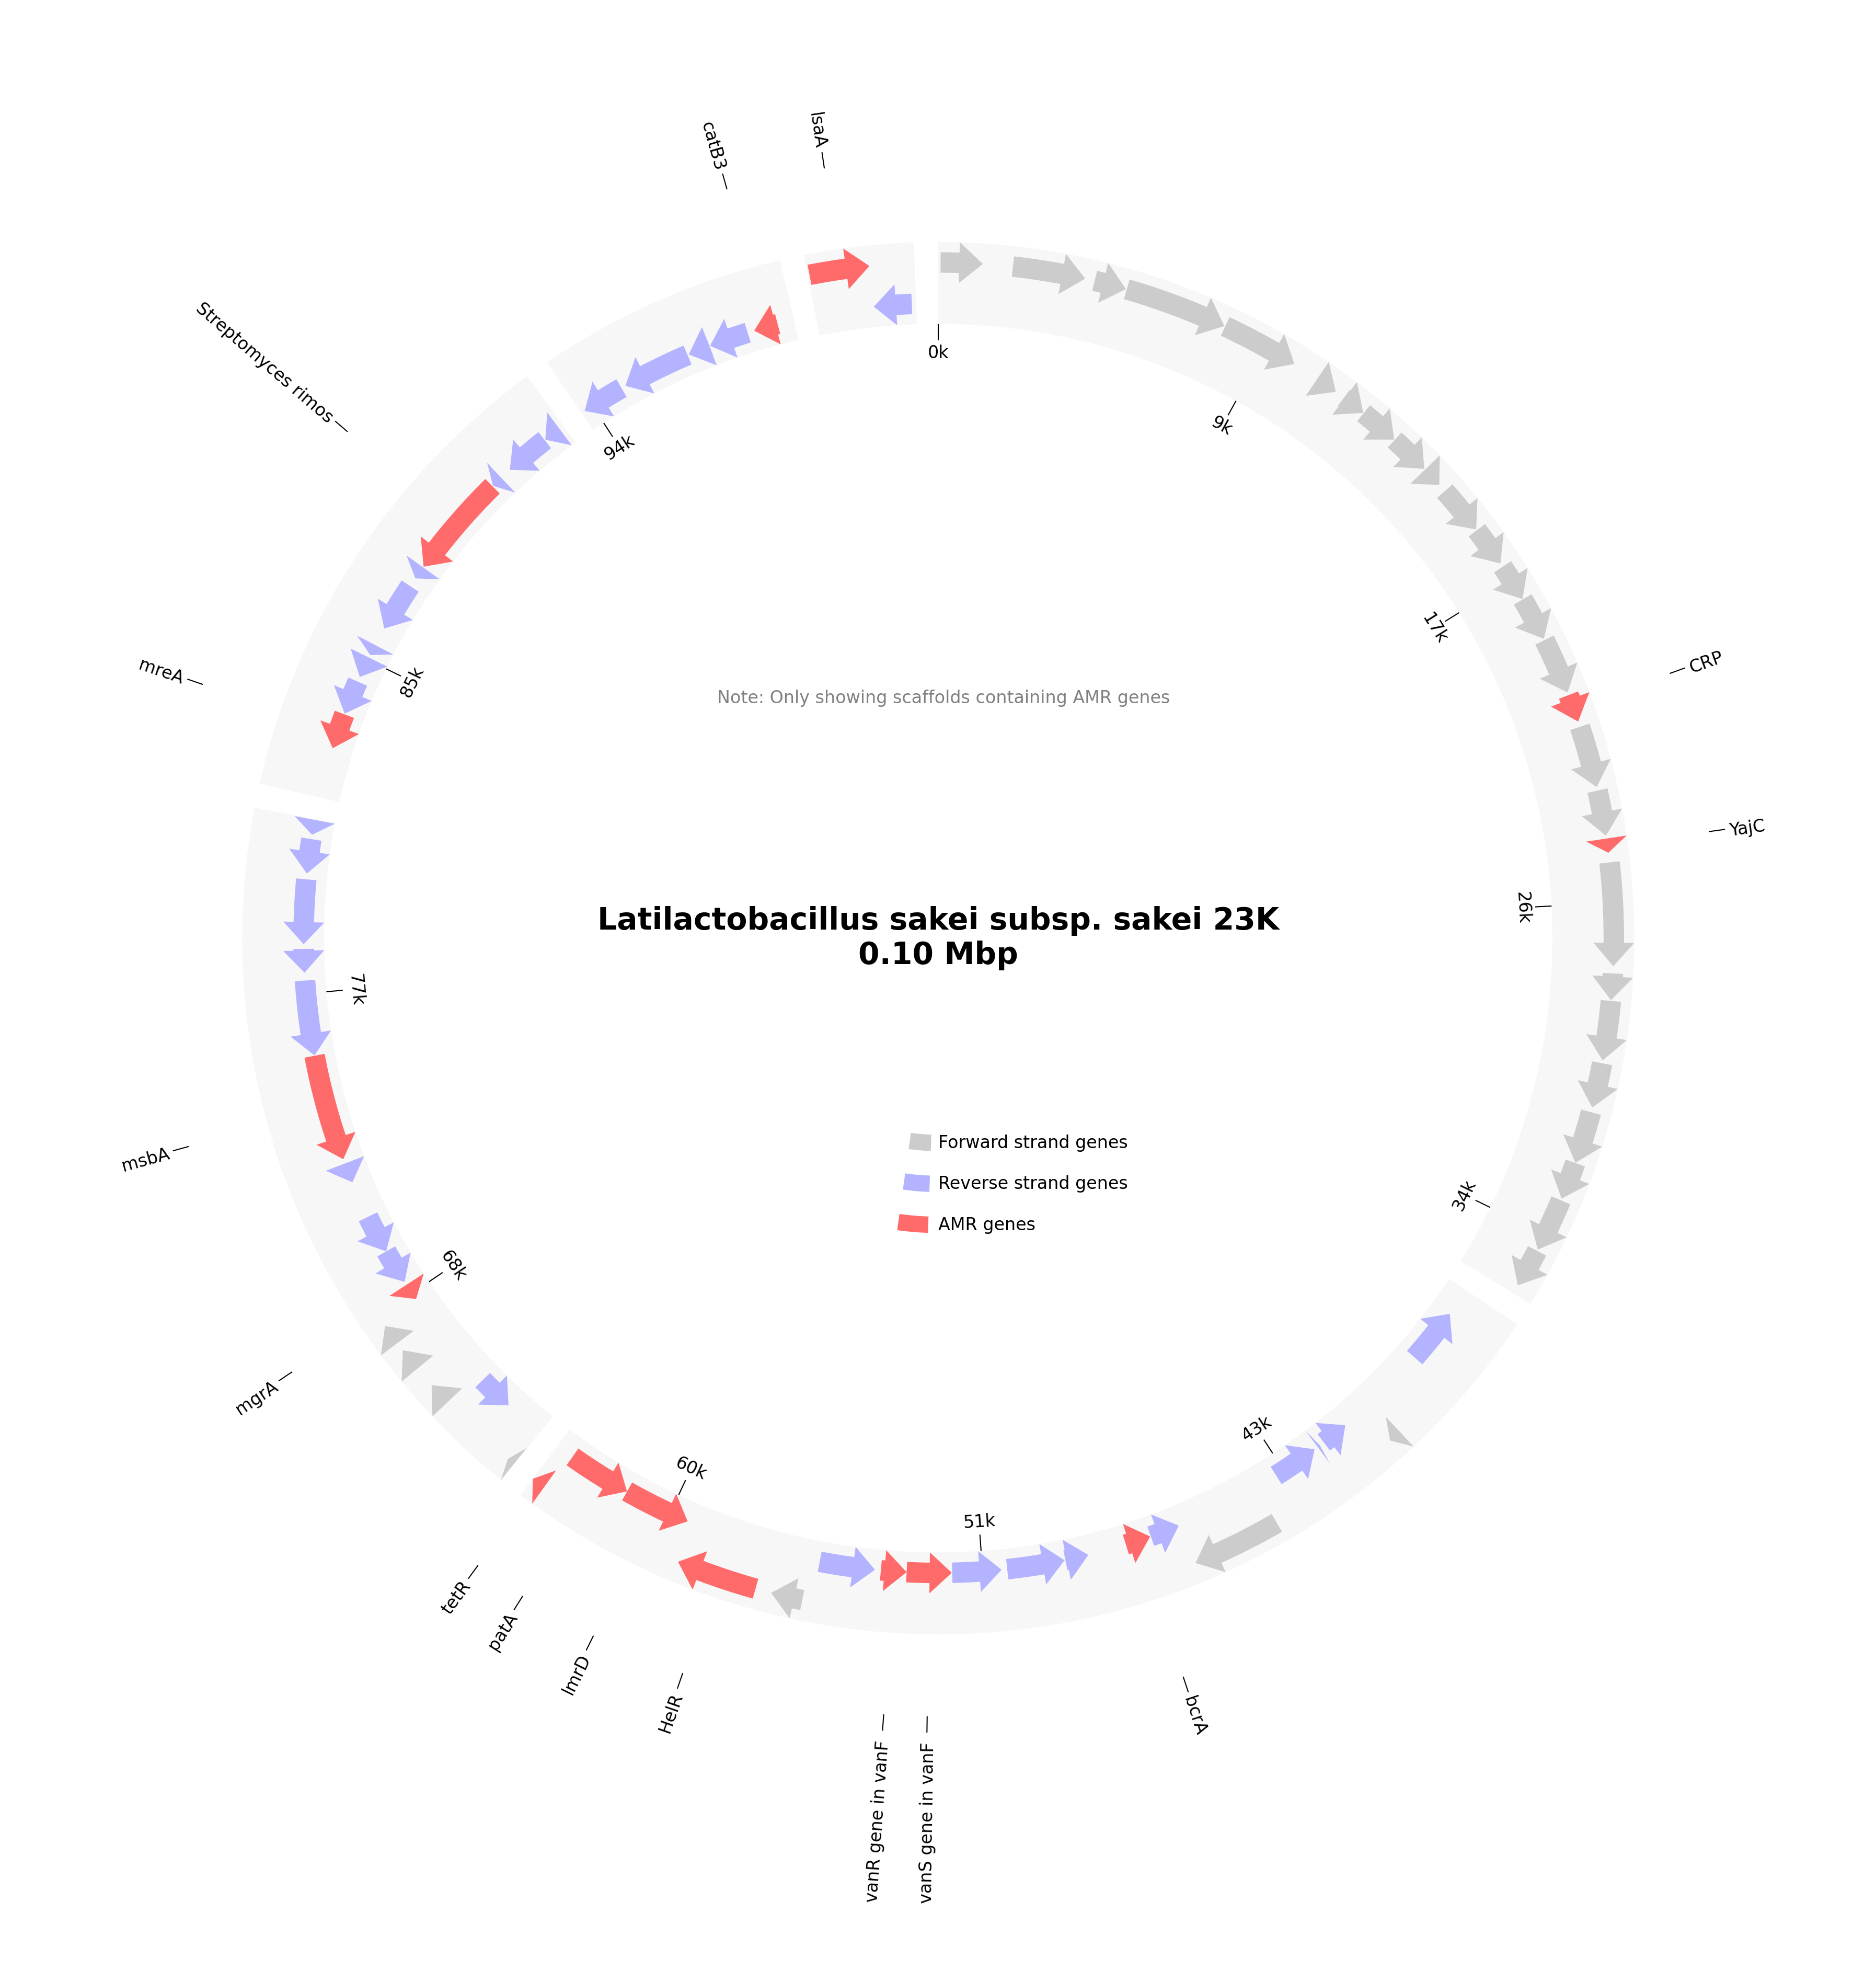 lsaA
catB3
Streptomyces rimos
0k
9k
94k
17k
CRP
mreA
85k
Note: Only showing scaffolds containing AMR genes
YajC
26k
Latilactobacillus sakei subsp. sakei 23K
0.10 Mbp
77k
Forward strand genes
msbA
Reverse strand genes
34k
AMR genes
68k
mgrA
43k
60k
51k
tetR
patA
lmrD
HelR
bcrA
vanR gene in vanF
vanS gene in vanF